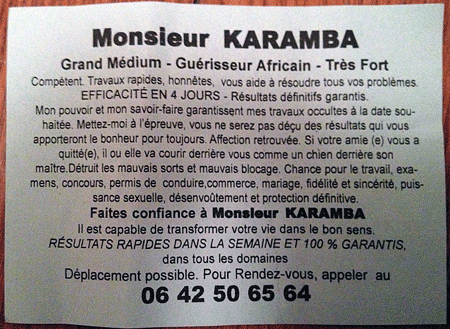 Monsieur KARAMBA
Grand Médium - Guérisseur Africain - Très Fort
Compétent. Travaux rapides, honnêtes, vous aide à résoudre tous vos problèmes.
EFFICACITÉ EN 4 JOURS - Résultats définitifs garantis.
Mon pouvoir et mon savoir-faire garantissent mes travaux occultes à la date sou-
haitée. Mettez-moi à l'épreuve, vous ne serez pas déçu des résultats qui vous
apporteront le bonheur pour toujours. Affection retrouvée. Si votre amie (e) vous a
quitté(e), il ou elle va courir derrière vous comme un chien derrière son
maître.Détruit les mauvais sorts et mauvais blocage. Chance pour le travail, exa-
mens, concours, permis de conduire,commerce, mariage, fidélité et sincérité, puis-
sance sexuelle, désenvoûtement et protection définitive.
Faites confiance à Monsieur KARAMBA
Il est capable de transformer votre vie dans le bon sens.
RÉSULTATS RAPIDES DANS LA SEMAINE ET 100 % GARANTIS,
dans tous les domaines
Déplacement possible. Pour Rendez-vous, appeler au
06 42 50 65 64